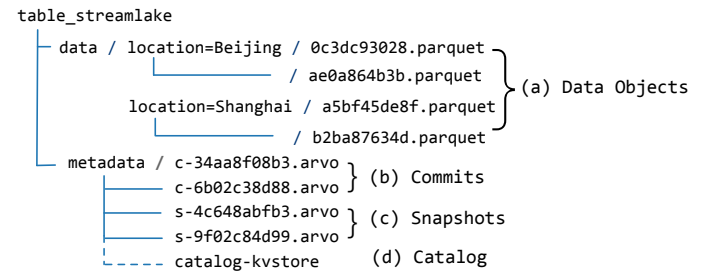 table_streamlake
data / location=Beijing / 0c3dc93028.parquet
/ ae0a864b3b.parquet
(a) Data Objects
location=Shanghai / a5bf45de8f.parquet
/ b2ba87634d.parquet
metadata / c-34aa8f08b3.arvo
(b) Commits
c-6b02c38d88.arvo
s-4c648abfb3.arvo
(c) Snapshots
s-9f02c84d99.arvo
catalog-kvstore (d) Catalog